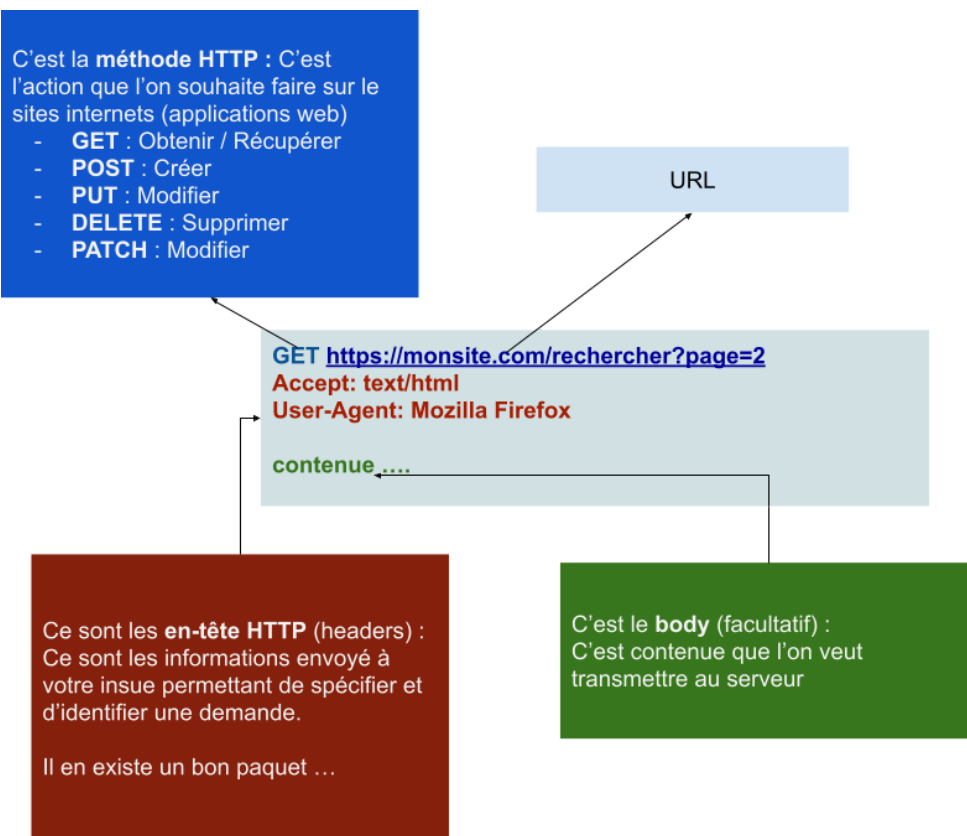 C’est la méthode HTTP : C’est
l’action que l’on souhaite faire sur le
sites internets (applications web)
- GET : Obtenir / Récupérer
- POST : Créer
- PUT : Modifier
- DELETE : Supprimer
- PATCH : Modifier
URL
GET https://monsite.com/rechercher?page=2
Accept: text/html
User-Agent: Mozilla Firefox
contenue ….
Ce sont les en-tête HTTP (headers) :
Ce sont les informations envoyé à
votre insue permettant de spécifier et
d’identifier une demande.
Il en existe un bon paquet …
C’est le body (facultatif) :
C’est contenue que l’on veut
transmettre au serveur